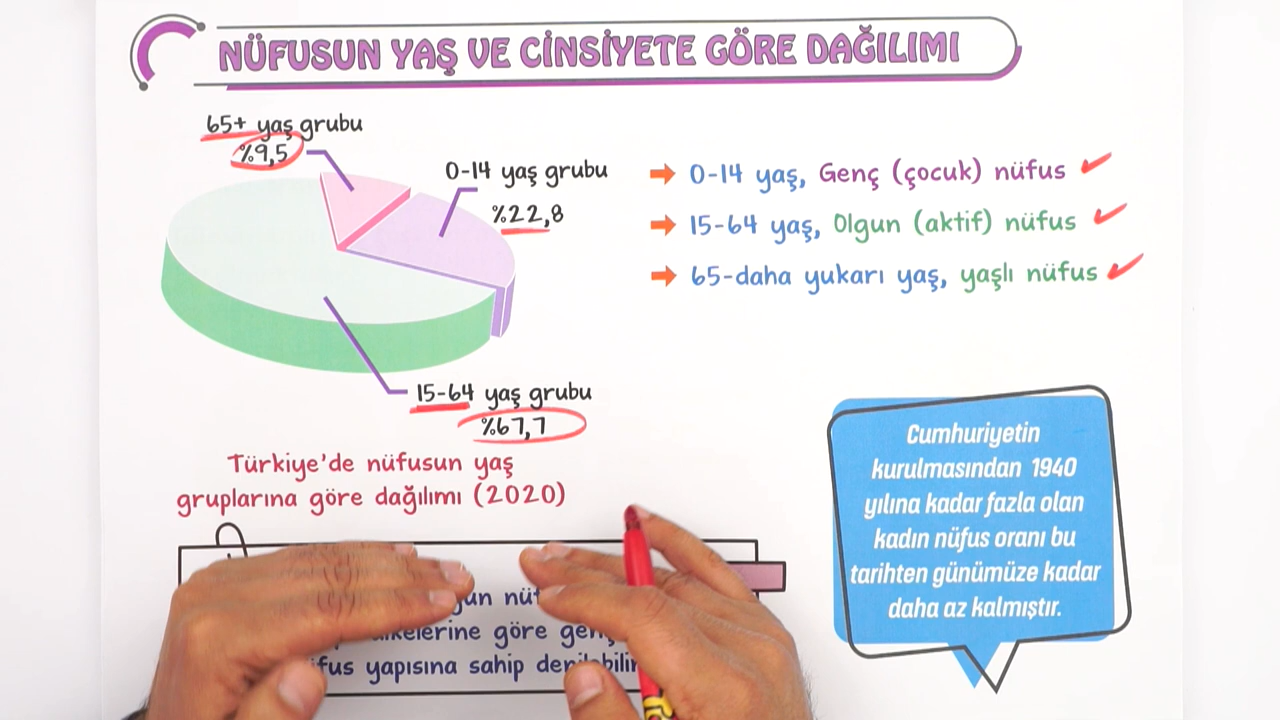 NÜFUSUN YAŞ VE CİNSİYETE GÖRE DAĞILIMI
65+ yaş grubu
%9,5
0-14 yaş grubu
%22,8
15-64 yaş grubu
%67,7
Türkiye'de nüfusun yaş
gruplarına göre dağılımı (2020)
0-14 yaş, Genç (çocuk) nüfus
15-64 yaş, Olgun (aktif) nüfus
65-daha yukarı yaş, yaşlı nüfus
Cumhuriyetin
kurulmasından 1940
yılına kadar fazla olan
kadın nüfus oranı bu
tarihten günümüze kadar
daha az kalmıştır.
göre
yapısına sahip